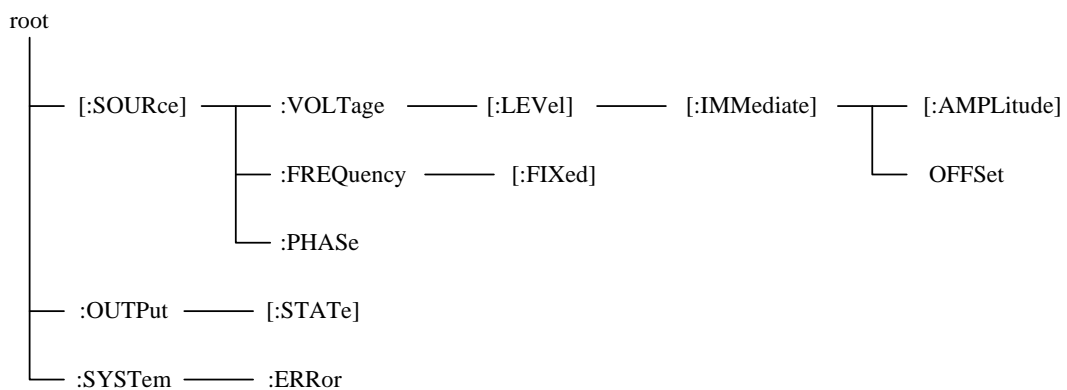 root
[:SOURce] :VOLTage [:LEVel] [:IMMediate] [:AMPLitude]
:FREQuency [:FIXed] OFFSet
:PHASe
:OUTPut [:STATe]
:SYSTem :ERRor